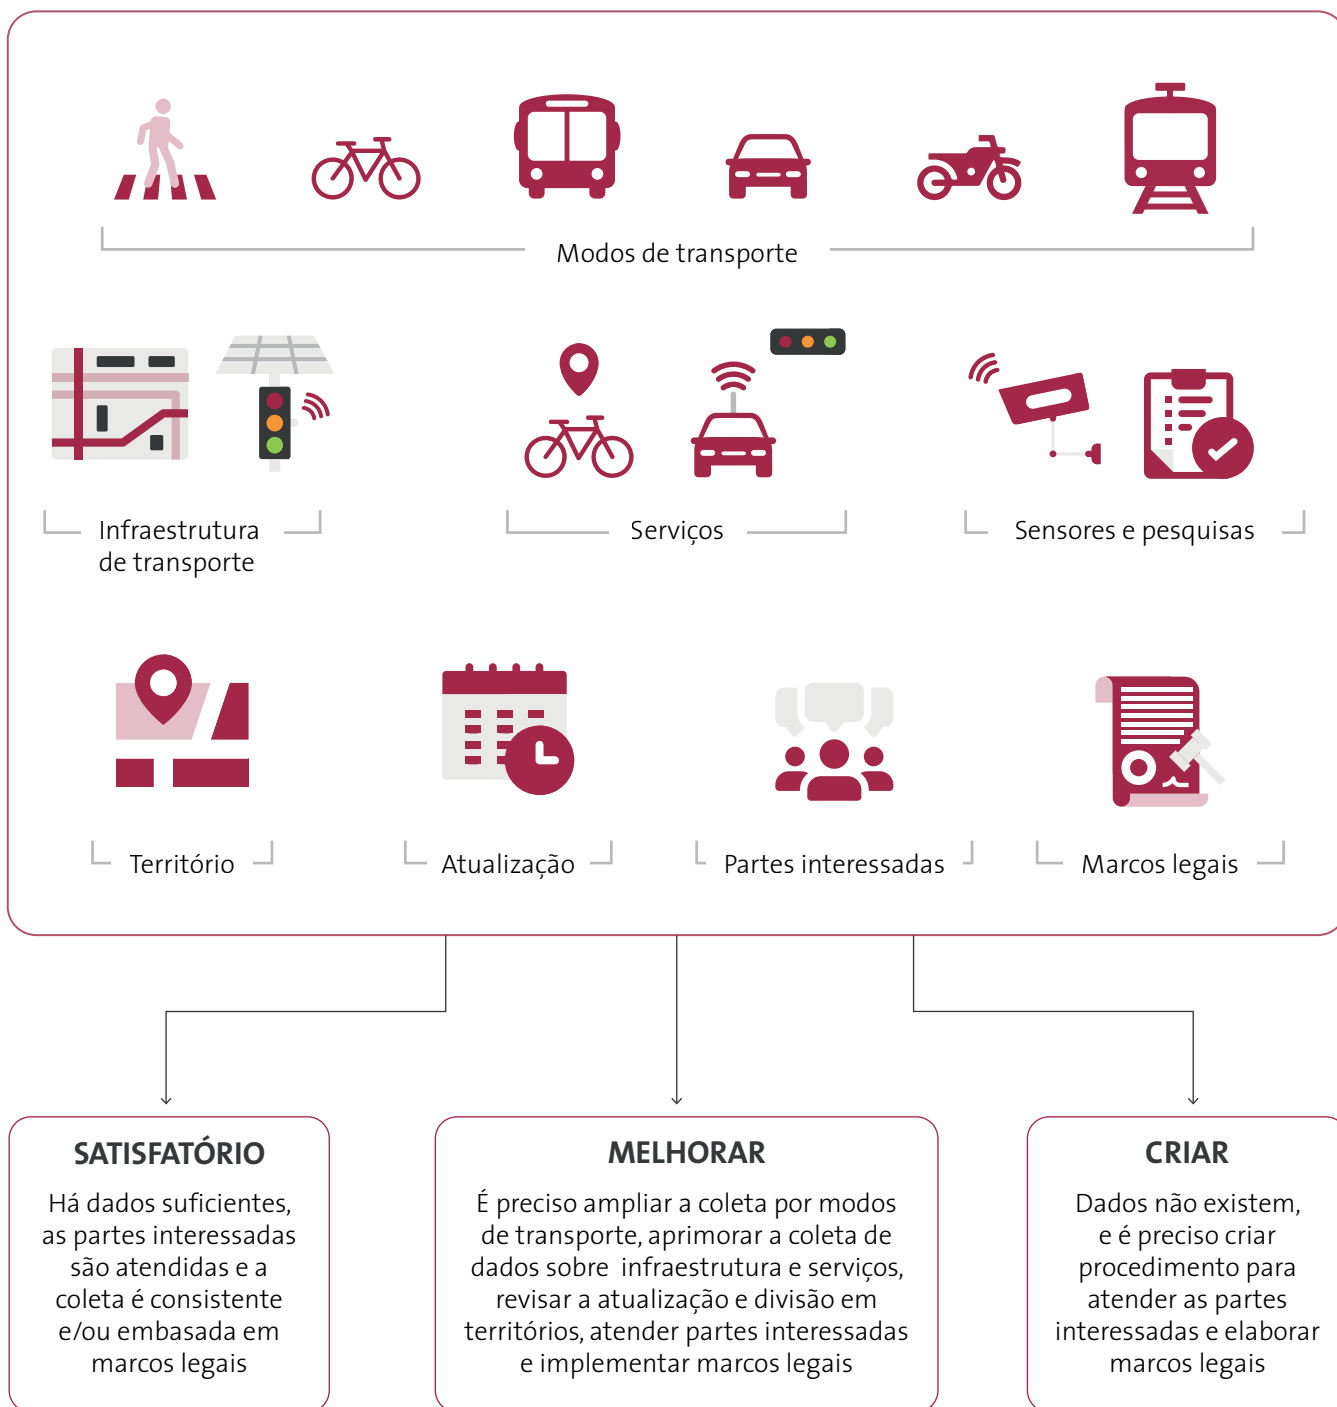 Modos de transporte
Infraestrutura
de transporte
Serviços
Sensores e pesquisas
Território
Atualização
Partes interessadas
Marcos legais
SATISFATÓRIO
Há dados suficientes,
as partes interessadas
são atendidas e a
coleta é consistente
e/ou embasada em
marcos legais
MELHORAR
É preciso ampliar a coleta por modos
de transporte, aprimorar a coleta de
dados sobre infraestrutura e serviços,
revisar a atualização e divisão em
territórios, atender partes interessadas
e implementar marcos legais
CRIAR
Dados não existem,
e é preciso criar
procedimento para
atender as partes
interessadas e elaborar
marcos legais